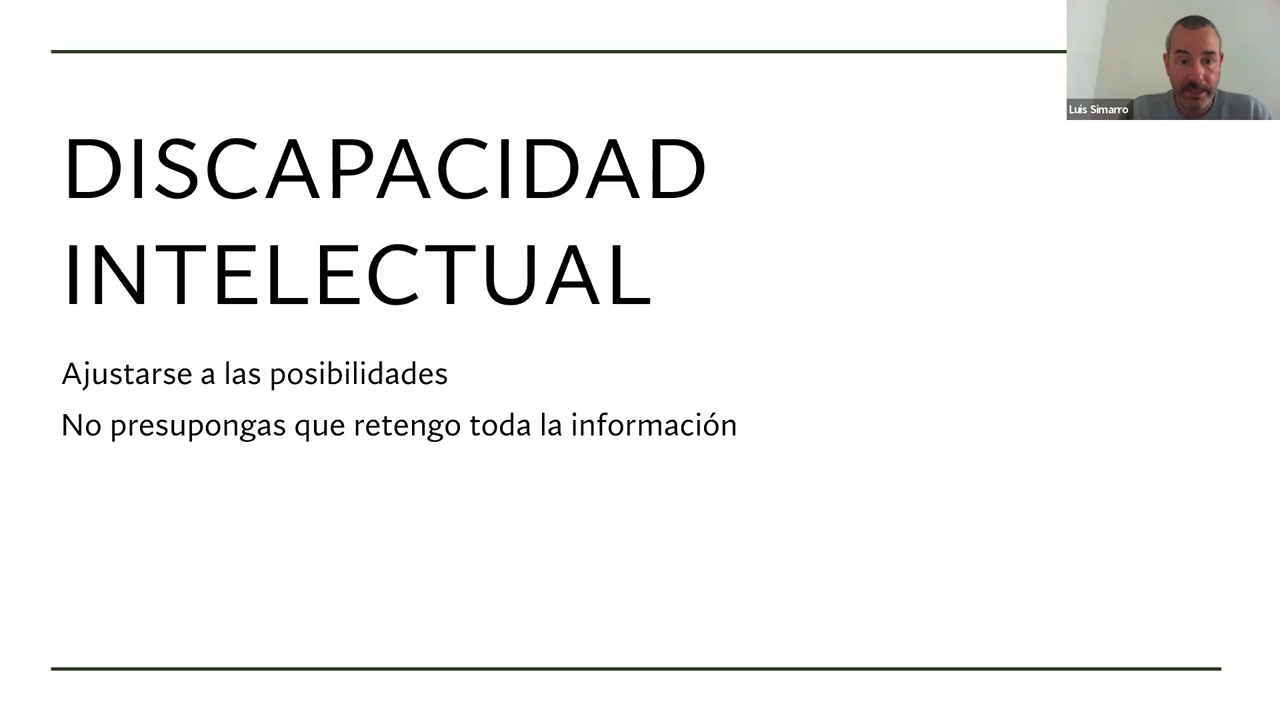 Luis Simarro
DISCAPACIDAD
INTELECTUAL
Ajustarse a las posibilidades
No presupongas que retengo toda la información